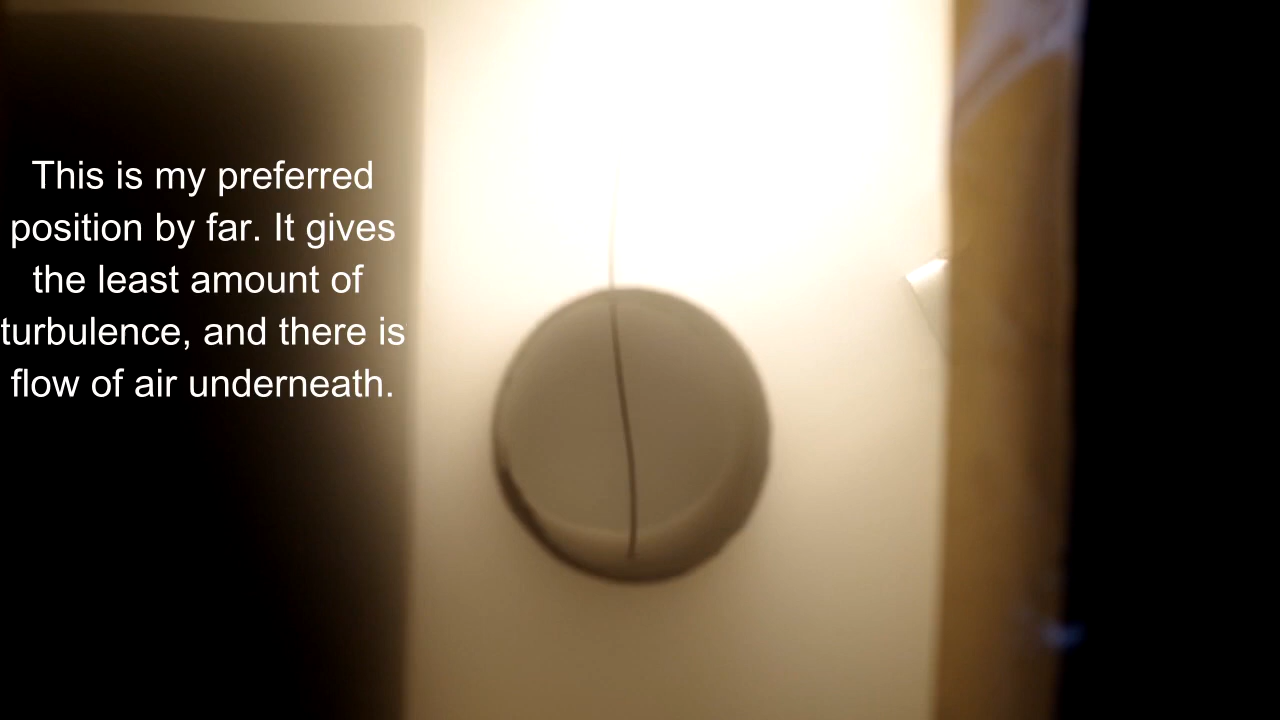 This is my preferred
position by far. It gives
the least amount of
turbulence, and there is
flow of air underneath.